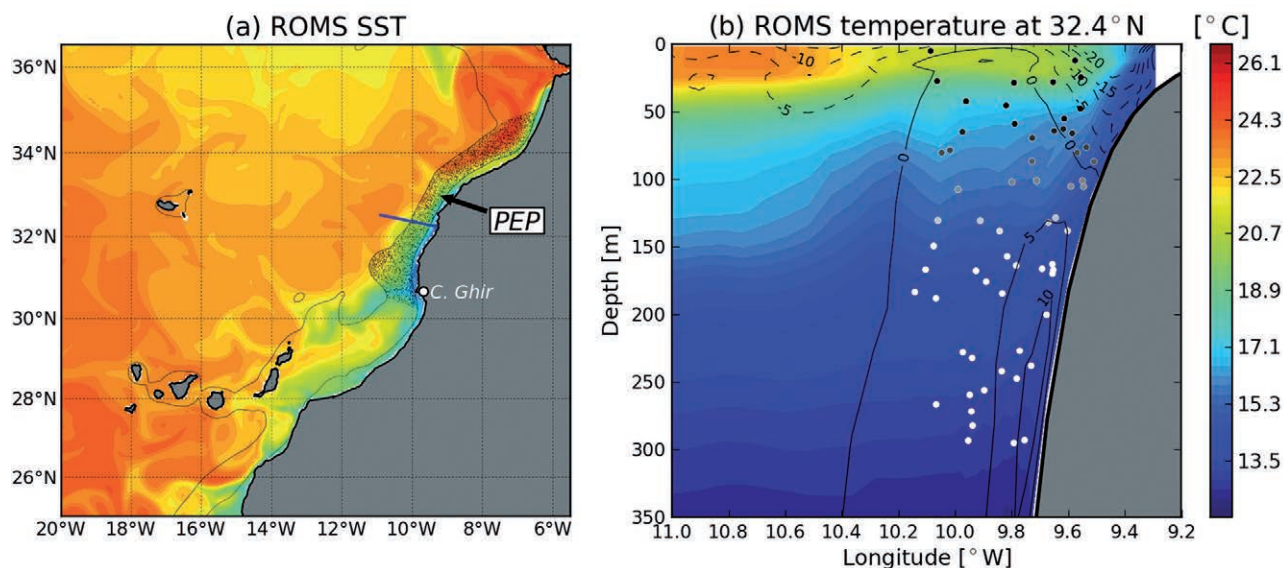 (a) ROMS SST
36°N
34°N
32°N
30°N
28°N
26°N
20°W 18°W 16°W 14°W 12°W 10°W 8°W 6°W
PEP
C. Ghir
(b) ROMS temperature at 32.4°N
[°C]
0
50
100
150
200
250
300
350
Depth [m]
11.0 10.8 10.6 10.4 10.2 10.0 9.8 9.6 9.4 9.2
Longitude [°W]
-10
-5
0
0
5
10
-20
-15
-10
-5
0
26.1
24.3
22.5
20.7
18.9
17.1
15.3
13.5